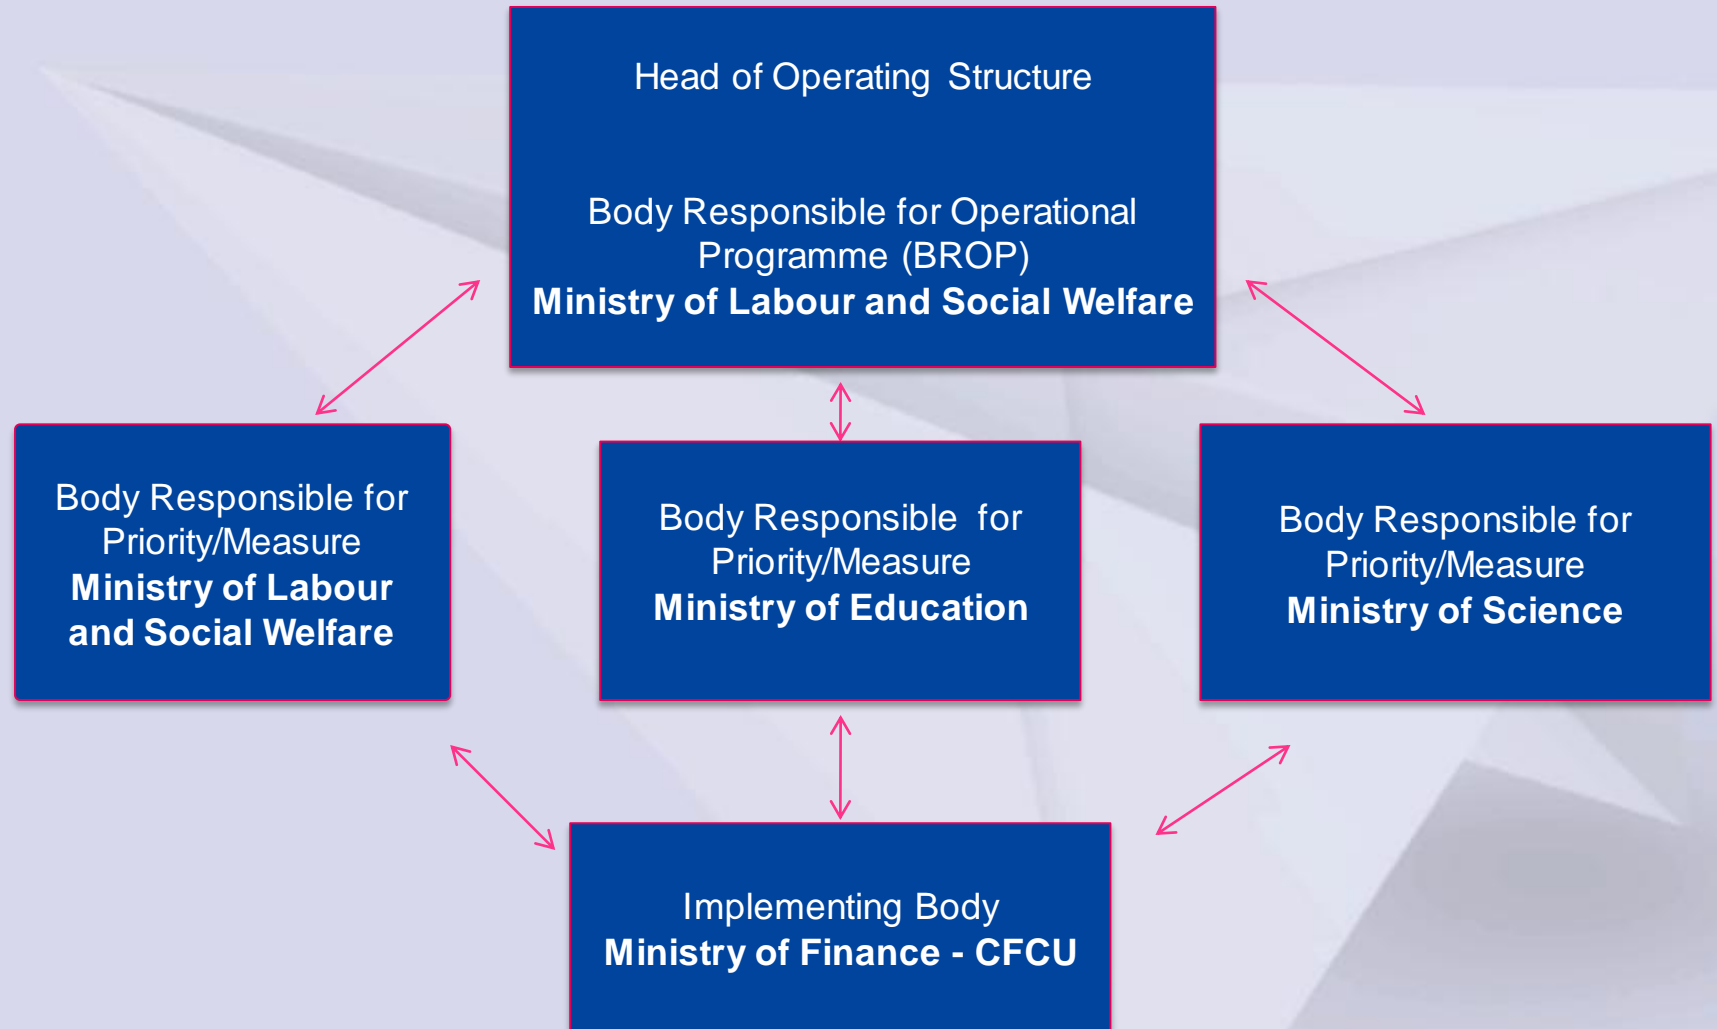 Head of Operating Structure
Body Responsible for Operational
Programme (BROP)
Ministry of Labour and Social Welfare
Body Responsible for
Priority/Measure
Ministry of Labour
and Social Welfare
Body Responsible for
Priority/Measure
Ministry of Education
Body Responsible for
Priority/Measure
Ministry of Science
Implementing Body
Ministry of Finance - CFCU